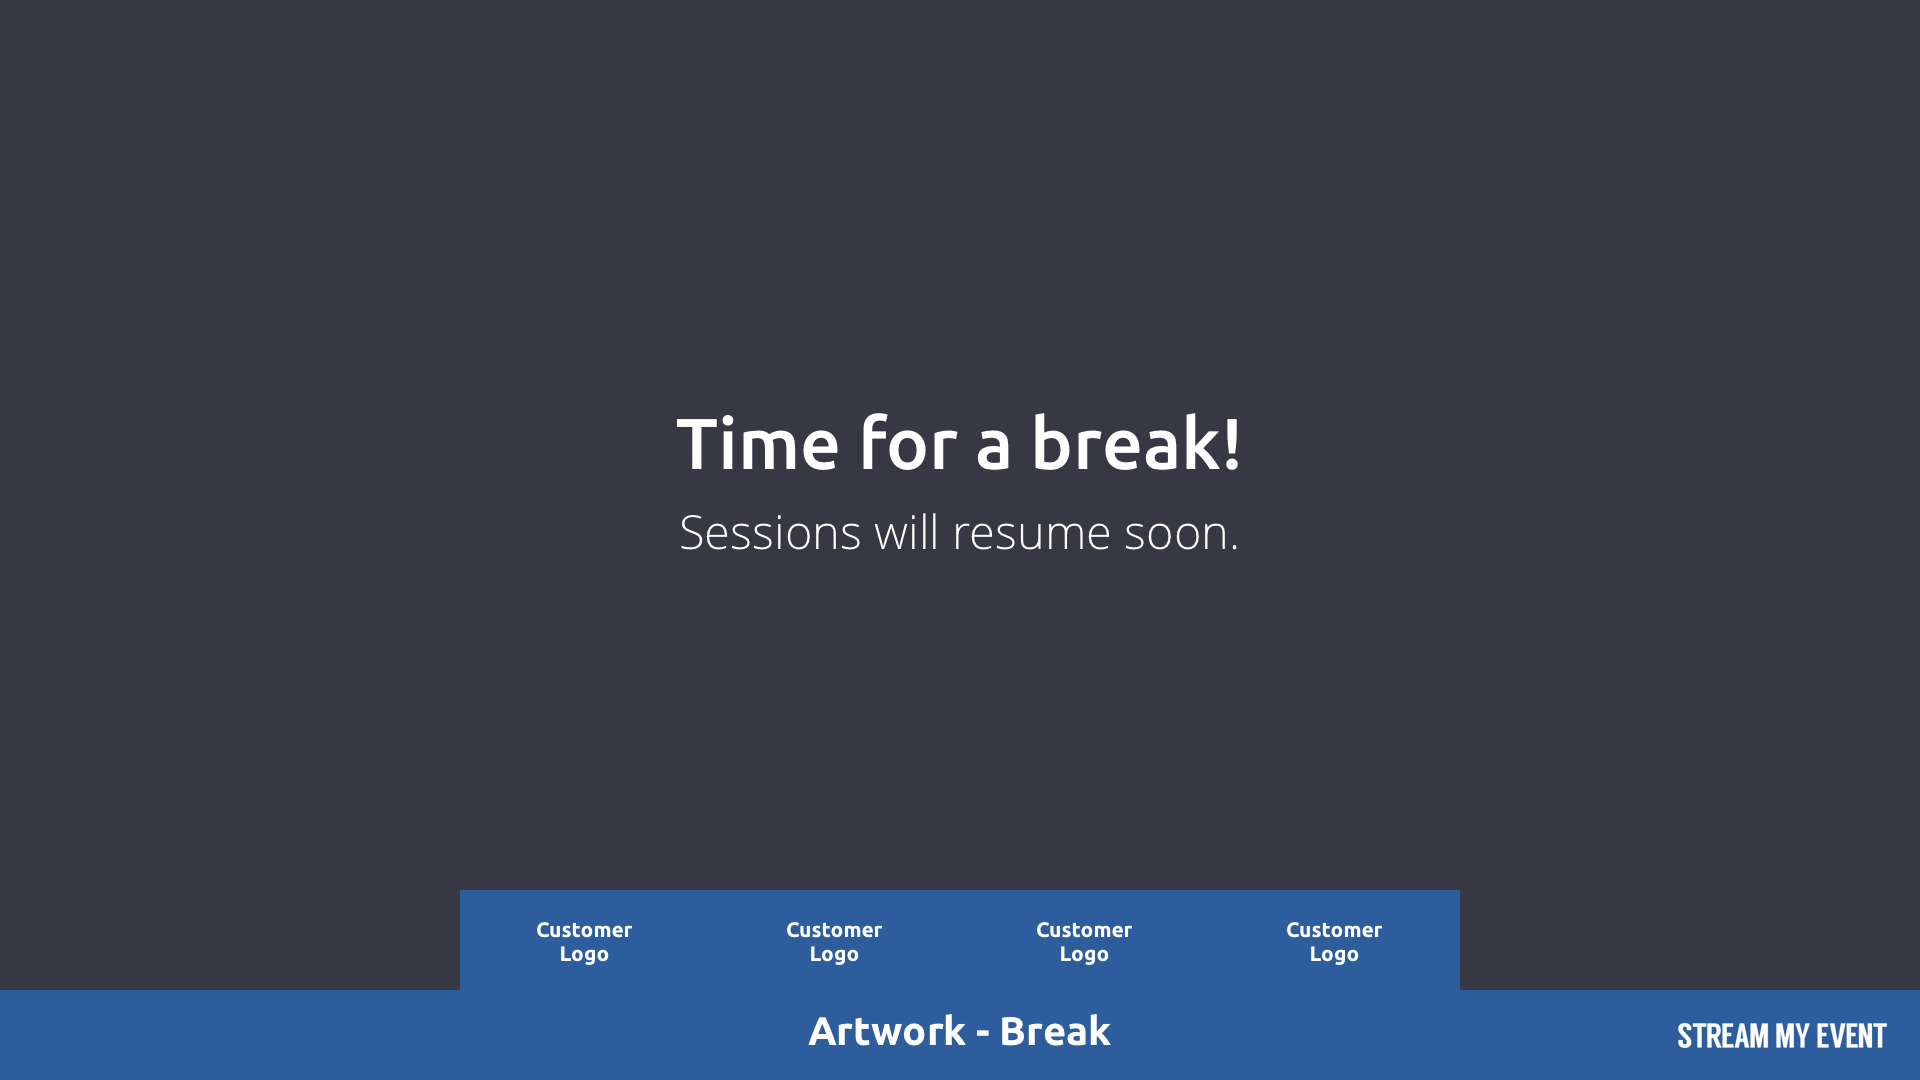 Time for a break!
Sessions will resume soon.
Customer Customer Customer Customer
Logo Logo Logo Logo
Artwork - Break
STREAM MY EVENT